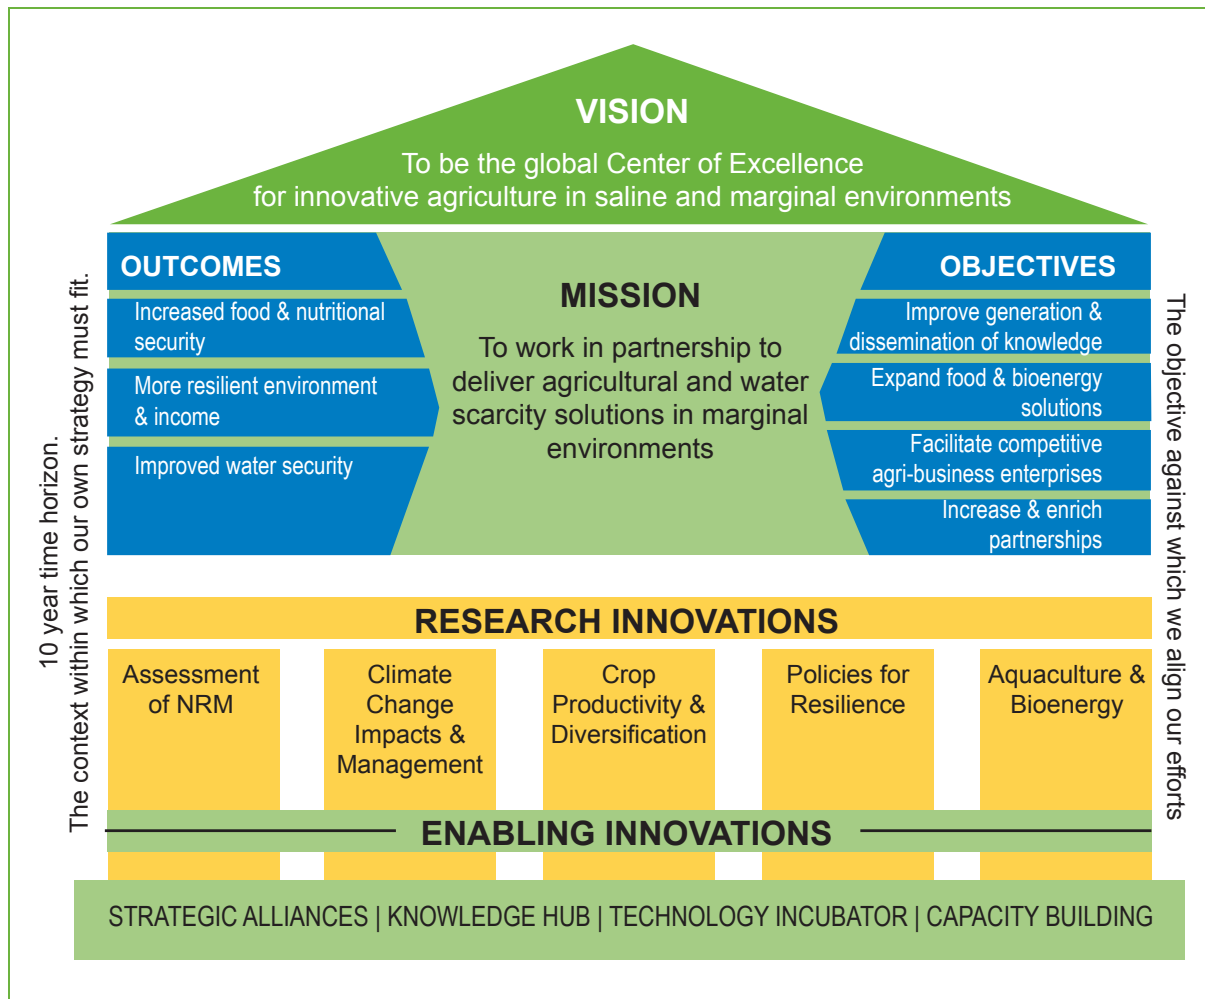 VISION
To be the global Center of Excellence
for innovative agriculture in saline and marginal environments
OUTCOMES
Increased food & nutritional
security
More resilient environment
& income
Improved water security
MISSION
To work in partnership to
deliver agricultural and water
scarcity solutions in marginal
environments
OBJECTIVES
Improve generation &
dissemination of knowledge
Expand food & bioenergy
solutions
Facilitate competitive
agri-business enterprises
Increase & enrich
partnerships
10 year time horizon.
The context within which our own strategy must fit.
The objective against which we align our efforts
RESEARCH INNOVATIONS
Assessment
of NRM
Climate
Change
Impacts &
Management
Crop
Productivity &
Diversification
Policies for
Resilience
Aquaculture &
Bioenergy
ENABLING INNOVATIONS
STRATEGIC ALLIANCES | KNOWLEDGE HUB | TECHNOLOGY INCUBATOR | CAPACITY BUILDING